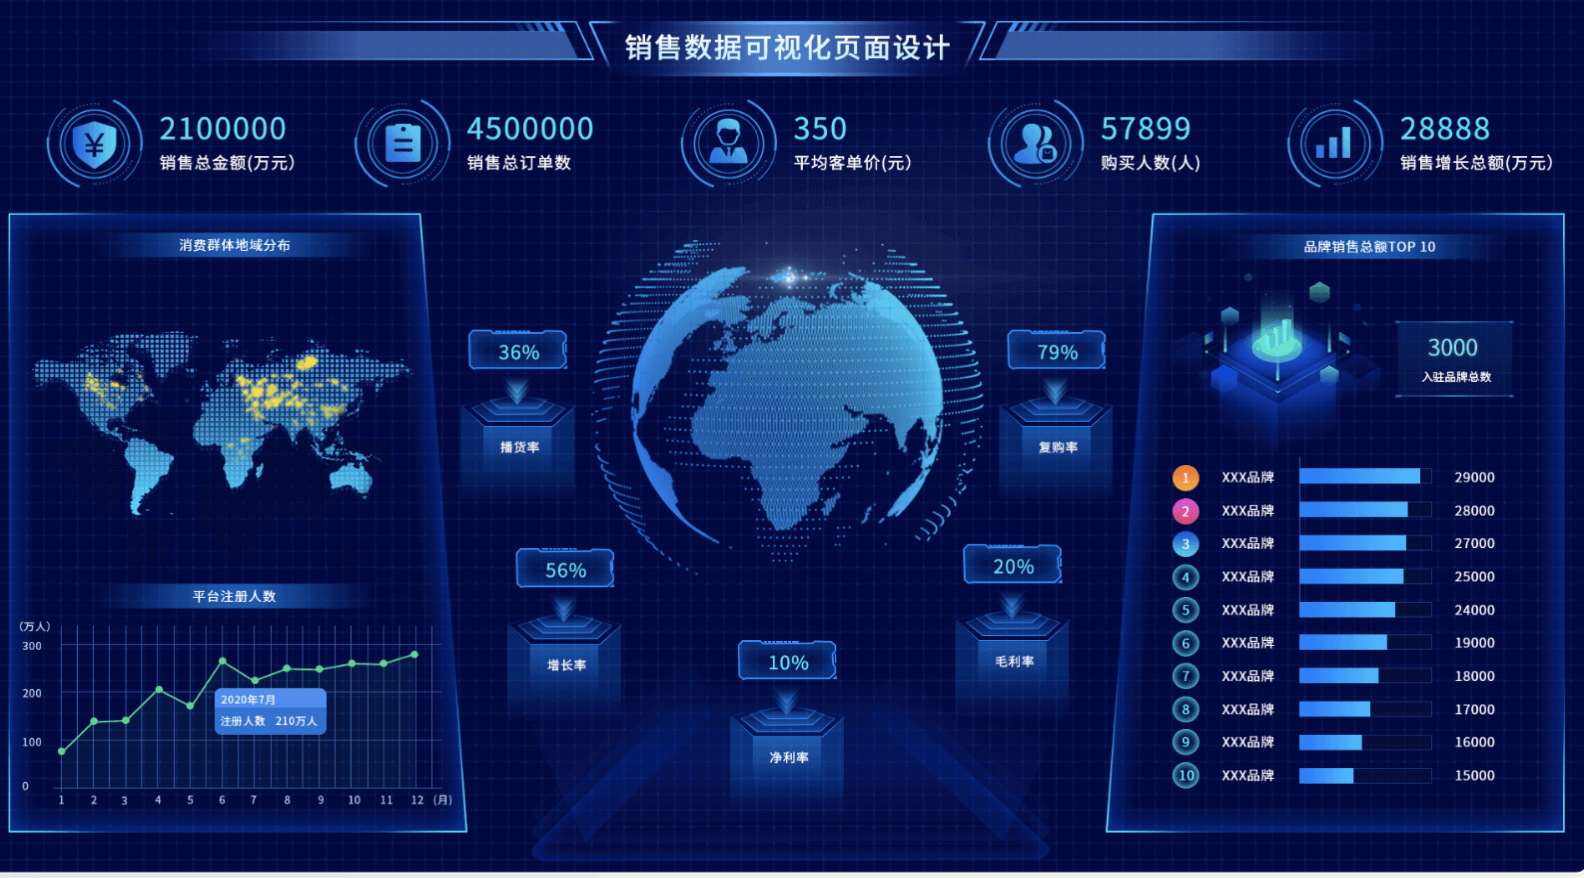 销售数据可视化页面设计
2100000
销售总金额(万元)
4500000
销售总订单数
350
平均客单价(元)
57899
购买人数(人)
28888
销售增长总额(万元)
消费群体地域分布
平台注册人数
(万人)
300
200
100
0
1 2 3 4 5 6 7 8 9 10 11 12 (月)
2020年7月
注册人数 210万人
36%
播货率
56%
增长率
10%
净利率
79%
复购率
20%
毛利率
品牌销售总额TOP 10
3000
入驻品牌总数
1 XXX品牌 29000
2 XXX品牌 28000
3 XXX品牌 27000
4 XXX品牌 25000
5 XXX品牌 24000
6 XXX品牌 19000
7 XXX品牌 18000
8 XXX品牌 17000
9 XXX品牌 16000
10 XXX品牌 15000